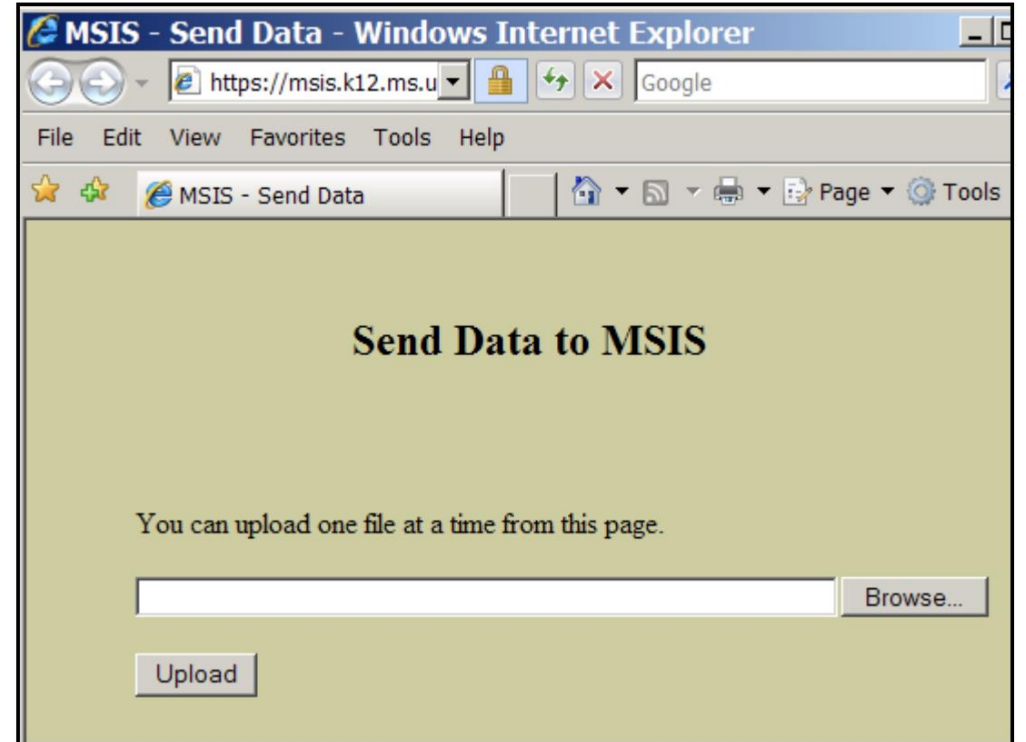 MSIS - Send Data - Windows Internet Explorer
https://msis.k12.ms.u Google
File Edit View Favorites Tools Help
MSIS - Send Data Page Tools
Send Data to MSIS
You can upload one file at a time from this page.
Browse...
Upload